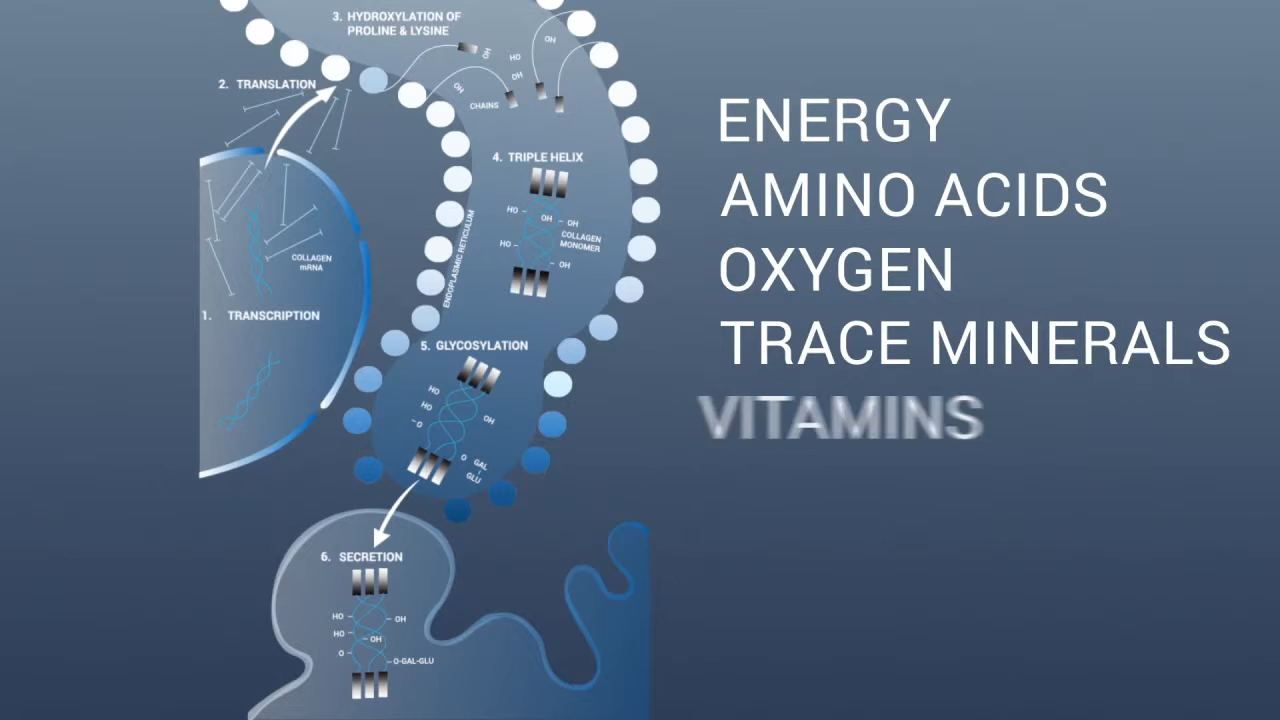 3. HYDROXYLATION OF
PROLINE & LYSINE
OH
HO
OH
OH
OH
CHAINS
2. TRANSLATION
4. TRIPLE HELIX
HO
OH
OH
COLLAGEN
MONOMER
HO
OH
ENDOPLASMIC RETICULUM
COLLAGEN
mRNA
1. TRANSCRIPTION
5. GLYCOSYLATION
HO
HO
O
OH
O
GAL
GLU
6. SECRETION
HO
OH
HO
OH
O
O-GAL-GLU
ENERGY
AMINO ACIDS
OXYGEN
TRACE MINERALS
VITAMINS